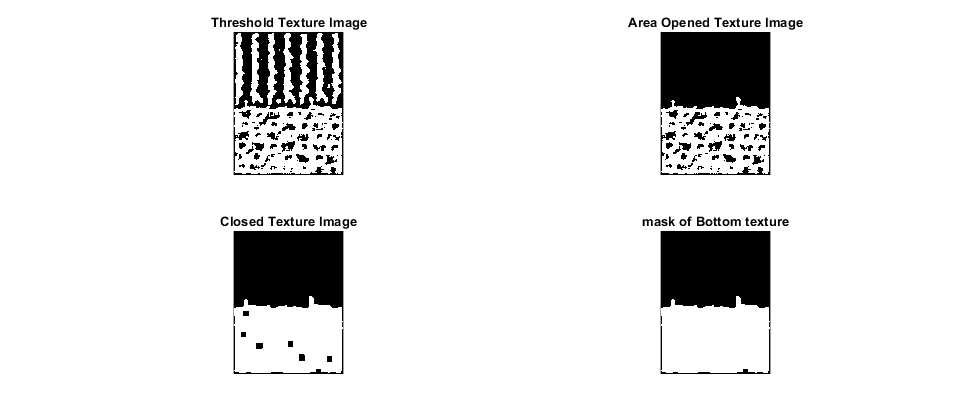 Threshold Texture Image
Area Opened Texture Image
Closed Texture Image
mask of Bottom texture